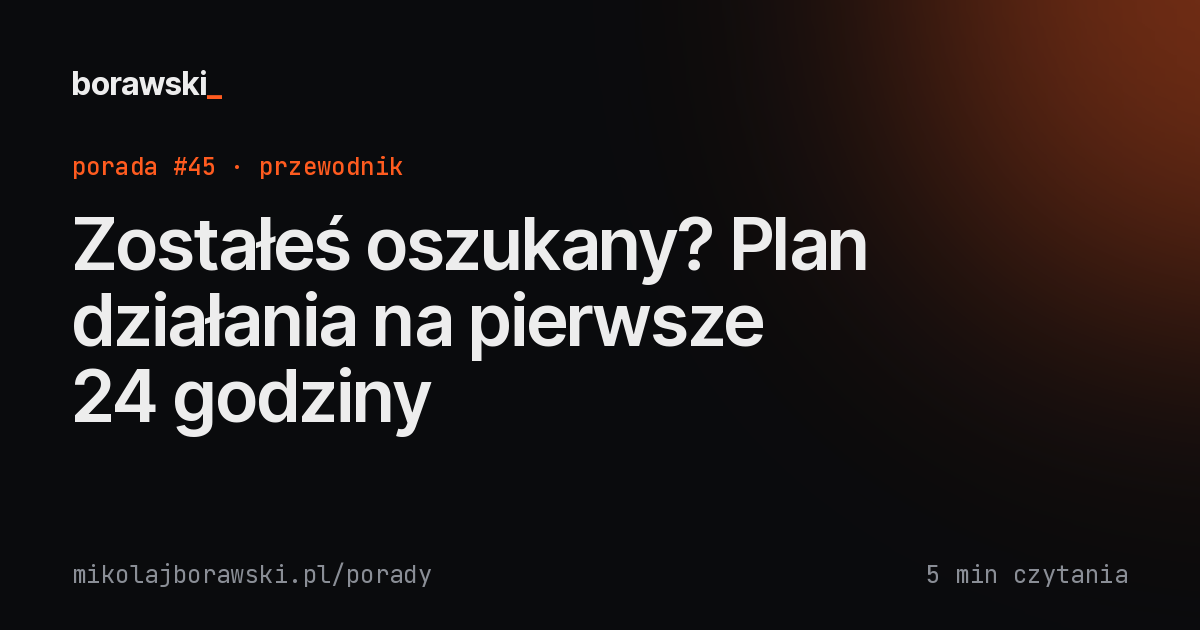 borawski_
porada #45 · przewodnik
Zostałeś oszukany? Plan
działania na pierwsze
24 godziny
mikolajborawski.pl/porady
5 min czytania